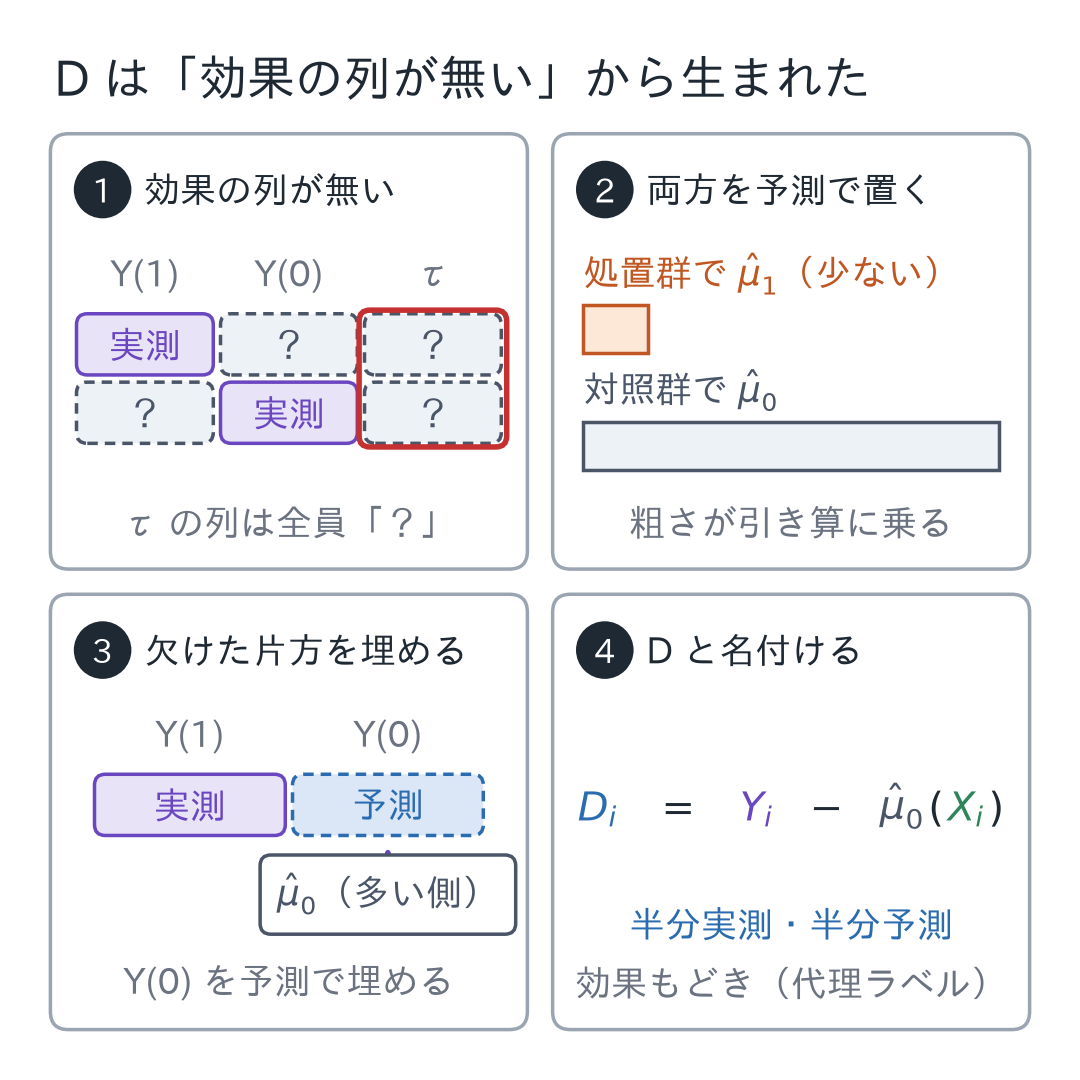 D は「効果の列が無い」から生まれた
1 効果の列が無い
Y(1) Y(0) τ
実測 ? ?
? 実測 ?
τ の列は全員「?」
2 両方を予測で置く
処置群で μ̂₁（少ない）
対照群で μ̂₀
粗さが引き算に乗る
3 欠けた片方を埋める
Y(1) Y(0)
実測 予測
μ̂₀（多い側）
Y(0) を予測で埋める
4 D と名付ける
Dᵢ = Yᵢ − μ̂₀(Xᵢ)
半分実測・半分予測
効果もどき（代理ラベル）